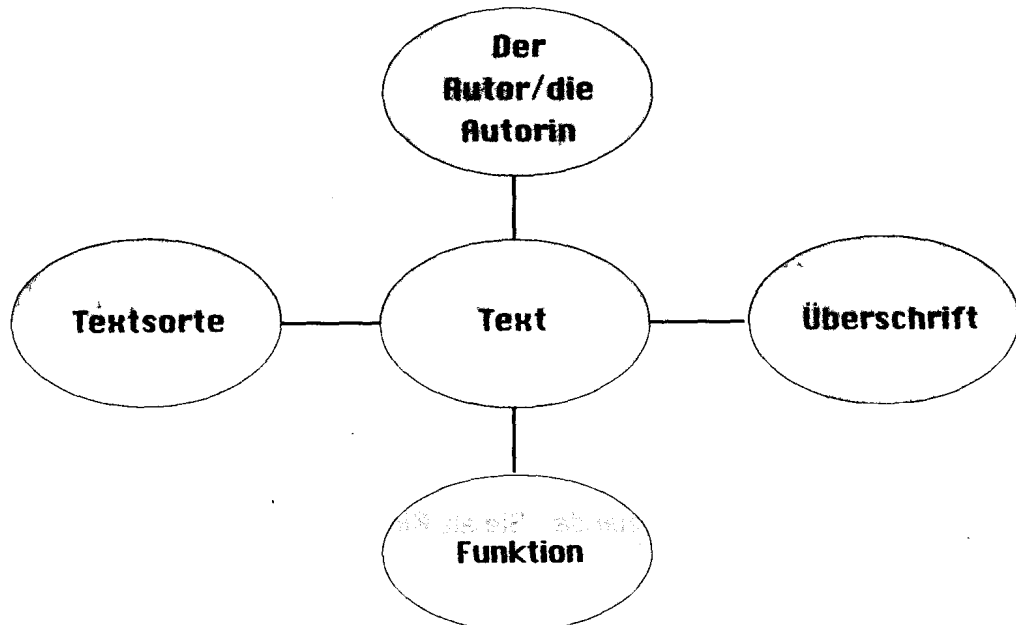 Der
Autor/die
Autorin
Textsorte
Text
Überschrift
Funktion